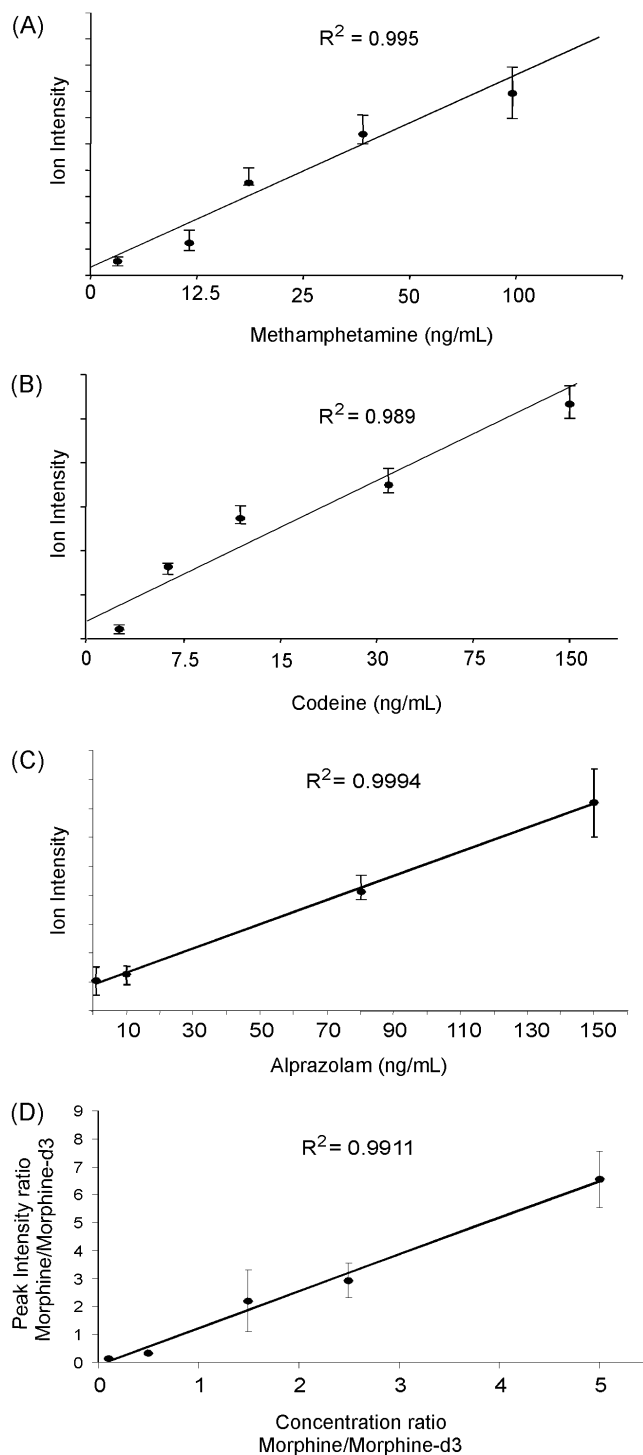 (A)
R² = 0.995
Ion Intensity
0 12.5 25 50 100
Methamphetamine (ng/mL)
(B)
R² = 0.989
Ion Intensity
0 7.5 15 30 75 150
Codeine (ng/mL)
(C)
R² = 0.9994
Ion Intensity
10 30 50 70 90 110 130 150
Alprazolam (ng/mL)
(D)
R² = 0.9911
Peak Intensity ratio
Morphine/Morphine-d3
9
8
7
6
5
4
3
2
1
0
0 1 2 3 4 5
Concentration ratio
Morphine/Morphine-d3